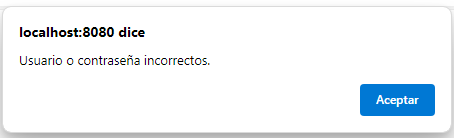 localhost:8080 dice
Usuario o contraseña incorrectos.
Aceptar